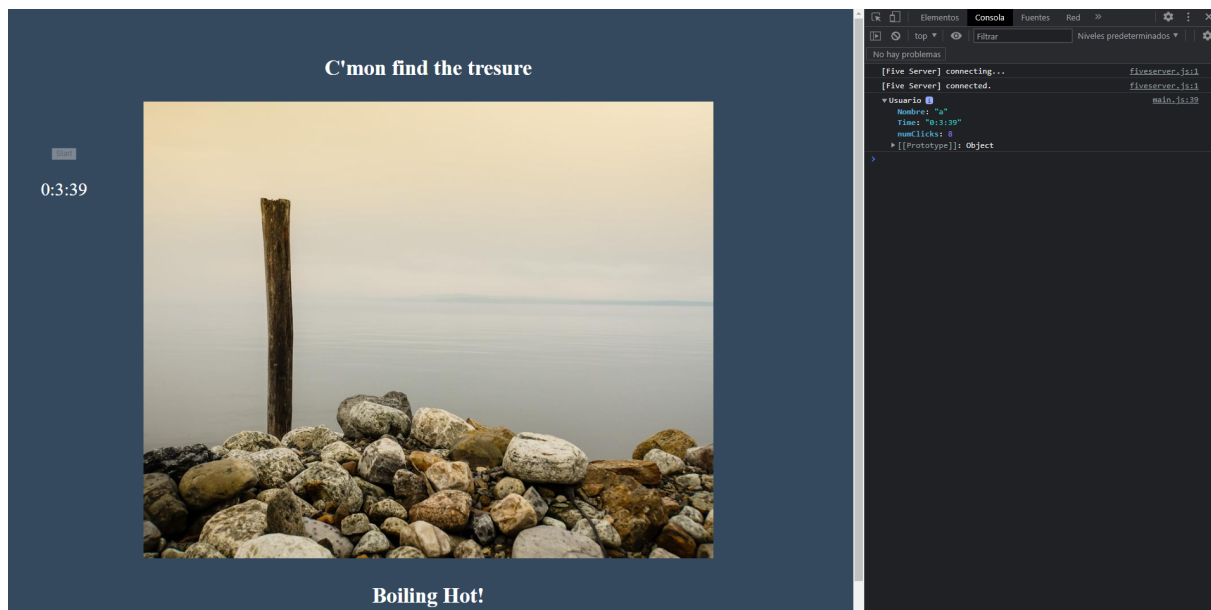 C'mon find the tresure
Start
0:3:39
Boiling Hot!
Elementos Consola Fuentes Red »
top ▼ Filtrar Niveles predeterminados ▼
No hay problemas
[Five Server] connecting... fiveserver.js:1
[Five Server] connected. fiveserver.js:1
▼Usuario i main.js:39
Nombre: "a"
Time: "0:3:39"
numClicks: 8
▶[[Prototype]]: Object
>